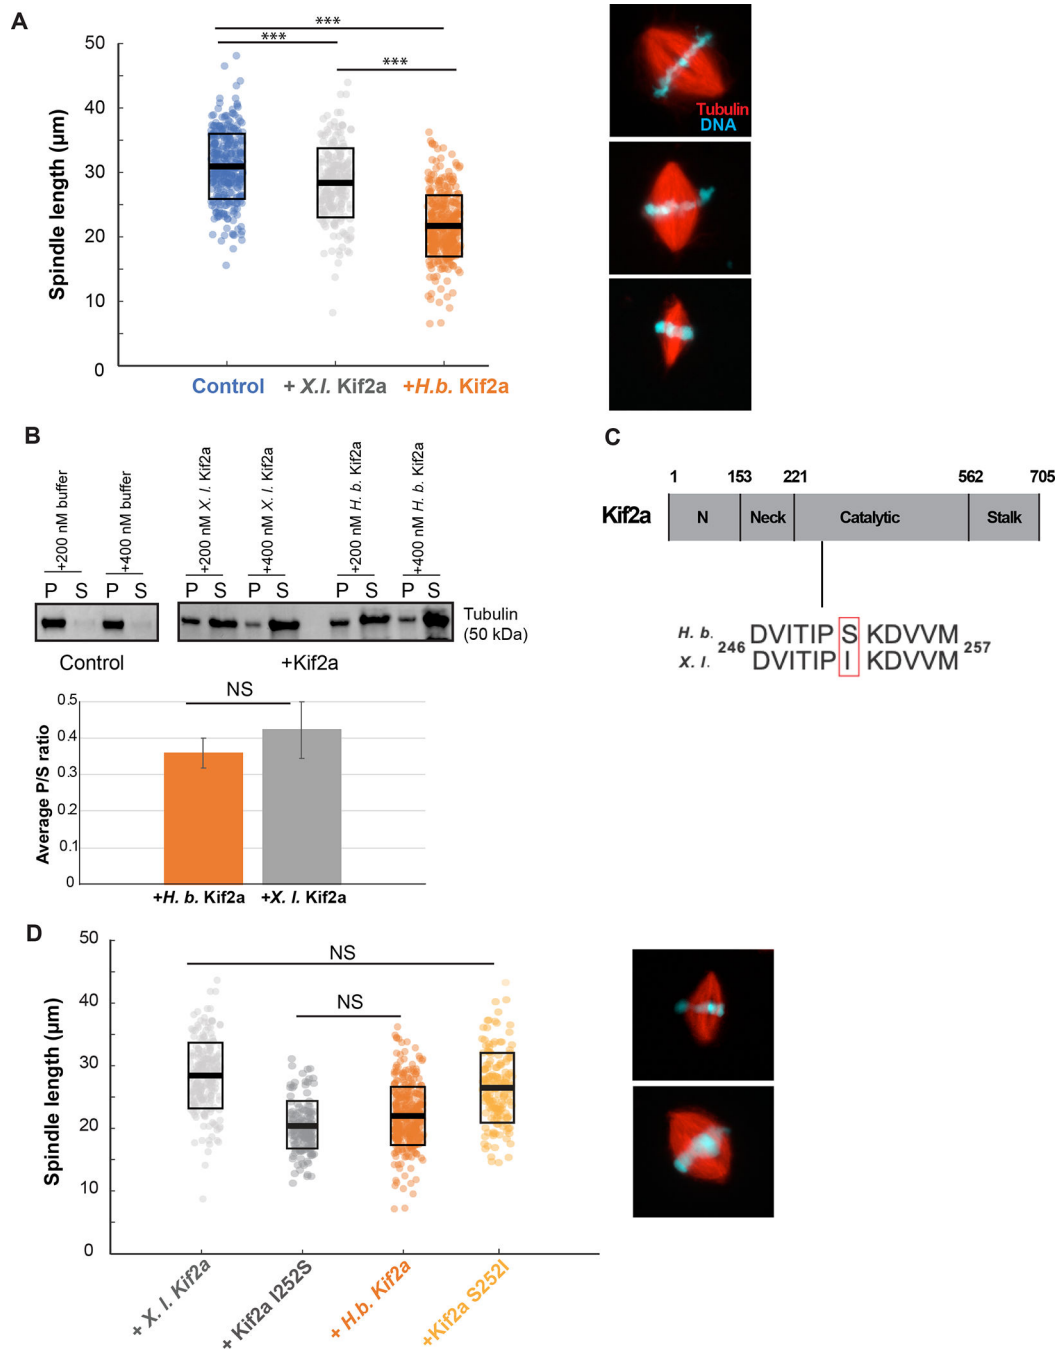 A
***
***
***
50
40
30
20
10
0
Spindle length (µm)
Control
+ X.l. Kif2a
+H.b. Kif2a
Tubulin
DNA
B
+200 nM buffer
+400 nM buffer
+200 nM X. l. Kif2a
+400 nM X. l. Kif2a
+200 nM H. b. Kif2a
+400 nM H. b. Kif2a
P S P S P S P S P S P S
Tubulin
(50 kDa)
Control
+Kif2a
NS
0.5
0.4
0.3
0.2
0.1
0
Average P/S ratio
+H. b. Kif2a
+X. l. Kif2a
C
1 153 221 562 705
Kif2a N Neck Catalytic Stalk
H. b. DVITIP S KDVVM
246 257
X. l. DVITIP I KDVVM
D
NS
NS
50
40
30
20
10
0
Spindle length (µm)
+ X. l. Kif2a
+ Kif2a I252S
+ H.b. Kif2a
+Kif2a S252I